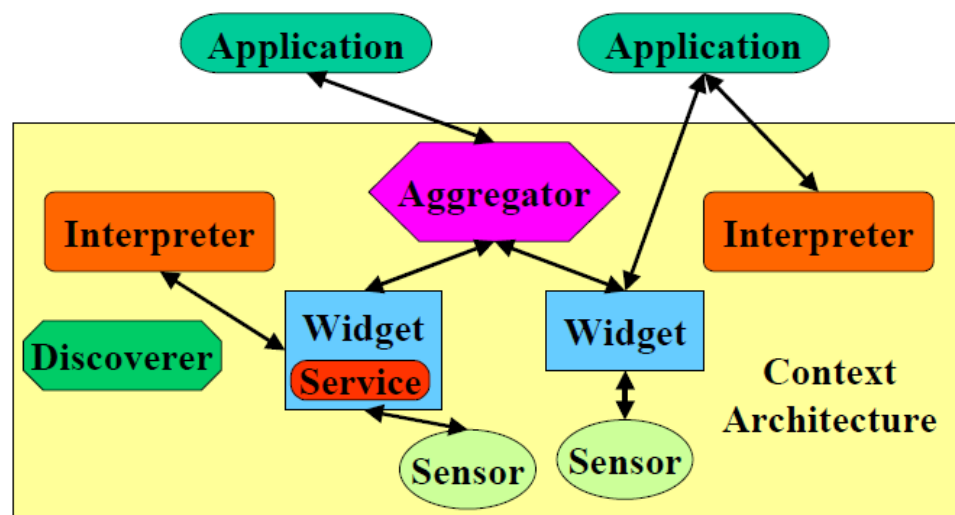 Application
Application
Aggregator
Interpreter
Interpreter
Widget
Widget
Discoverer
Service
Context
Architecture
Sensor
Sensor